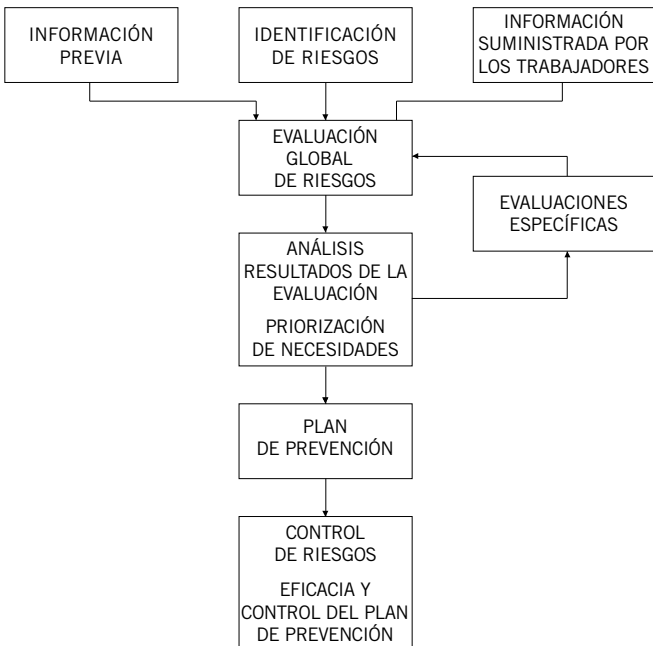 INFORMACIÓN
PREVIA
IDENTIFICACIÓN
DE RIESGOS
INFORMACIÓN
SUMINISTRADA POR
LOS TRABAJADORES
EVALUACIÓN
GLOBAL
DE RIESGOS
EVALUACIONES
ESPECÍFICAS
ANÁLISIS
RESULTADOS DE LA
EVALUACIÓN
PRIORIZACIÓN
DE NECESIDADES
PLAN
DE PREVENCIÓN
CONTROL
DE RIESGOS
EFICACIA Y
CONTROL DEL PLAN
DE PREVENCIÓN